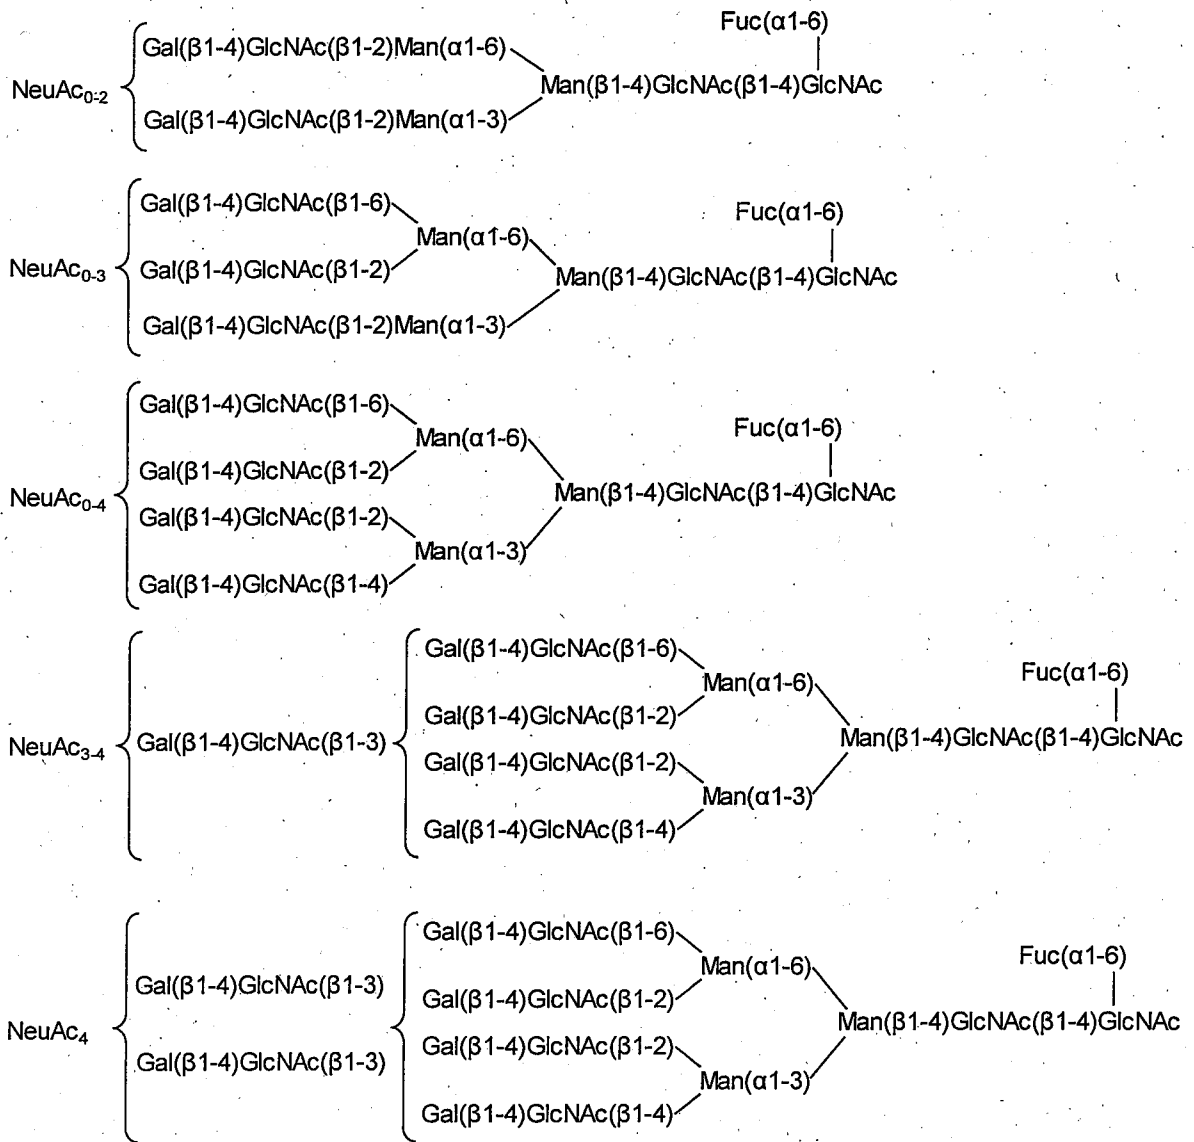 Fuc(α1-6)
Gal(β1-4)GlcNAc(β1-2)Man(α1-6)
NeuAc0-2
Man(β1-4)GlcNAc(β1-4)GlcNAc
Gal(β1-4)GlcNAc(β1-2)Man(α1-3)
Gal(β1-4)GlcNAc(β1-6)
Fuc(α1-6)
Man(α1-6)
NeuAc0-3
Gal(β1-4)GlcNAc(β1-2)
Man(β1-4)GlcNAc(β1-4)GlcNAc
Gal(β1-4)GlcNAc(β1-2)Man(α1-3)
Gal(β1-4)GlcNAc(β1-6)
Fuc(α1-6)
Man(α1-6)
Gal(β1-4)GlcNAc(β1-2)
NeuAc0-4
Man(β1-4)GlcNAc(β1-4)GlcNAc
Gal(β1-4)GlcNAc(β1-2)
Man(α1-3)
Gal(β1-4)GlcNAc(β1-4)
Gal(β1-4)GlcNAc(β1-6)
Fuc(α1-6)
Man(α1-6)
Gal(β1-4)GlcNAc(β1-2)
NeuAc3-4
Gal(β1-4)GlcNAc(β1-3)
Man(β1-4)GlcNAc(β1-4)GlcNAc
Gal(β1-4)GlcNAc(β1-2)
Man(α1-3)
Gal(β1-4)GlcNAc(β1-4)
Gal(β1-4)GlcNAc(β1-6)
Fuc(α1-6)
Man(α1-6)
Gal(β1-4)GlcNAc(β1-3)
Gal(β1-4)GlcNAc(β1-2)
NeuAc4
Man(β1-4)GlcNAc(β1-4)GlcNAc
Gal(β1-4)GlcNAc(β1-3)
Gal(β1-4)GlcNAc(β1-2)
Man(α1-3)
Gal(β1-4)GlcNAc(β1-4)